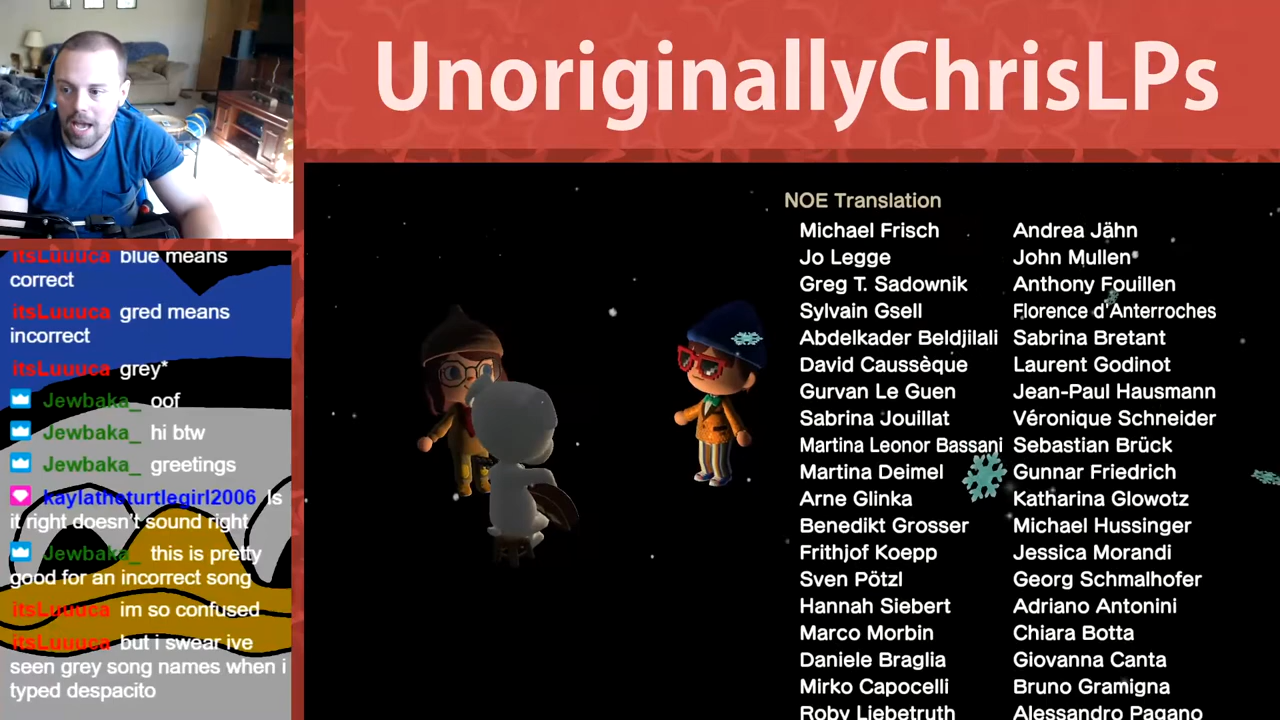 UnoriginallyChrisLPs
itsLuuuca blue means
correct
itsLuuuca gred means
incorrect
itsLuuuca grey*
Jewbaka_ oof
Jewbaka_ hi btw
Jewbaka_ greetings
kaylathaturtlegirl2006 Is
it right doesn't sound right
Jewbaka_ this is pretty
good for an incorrect song
itsLuuuca im so confused
itsLuuuca but i swear ive
seen grey song names when i
typed despacito
NOE Translation
Michael Frisch Andrea Jähn
Jo Legge John Mullen
Greg T. Sadownik Anthony Fouillen
Sylvain Gsell Florence d'Anterroches
Abdelkader Beldjilali Sabrina Bretant
David Caussèque Laurent Godinot
Gurvan Le Guen Jean-Paul Hausmann
Sabrina Jouillat Véronique Schneider
Martina Leonor Bassani Sebastian Brück
Martina Deimel Gunnar Friedrich
Arne Glinka Katharina Glowotz
Benedikt Grosser Michael Hussinger
Frithjof Koepp Jessica Morandi
Sven Pötzl Georg Schmalhofer
Hannah Siebert Adriano Antonini
Marco Morbin Chiara Botta
Daniele Braglia Giovanna Canta
Mirko Capocelli Bruno Gramigna
Roby Liebetruth Alessandro Pagano